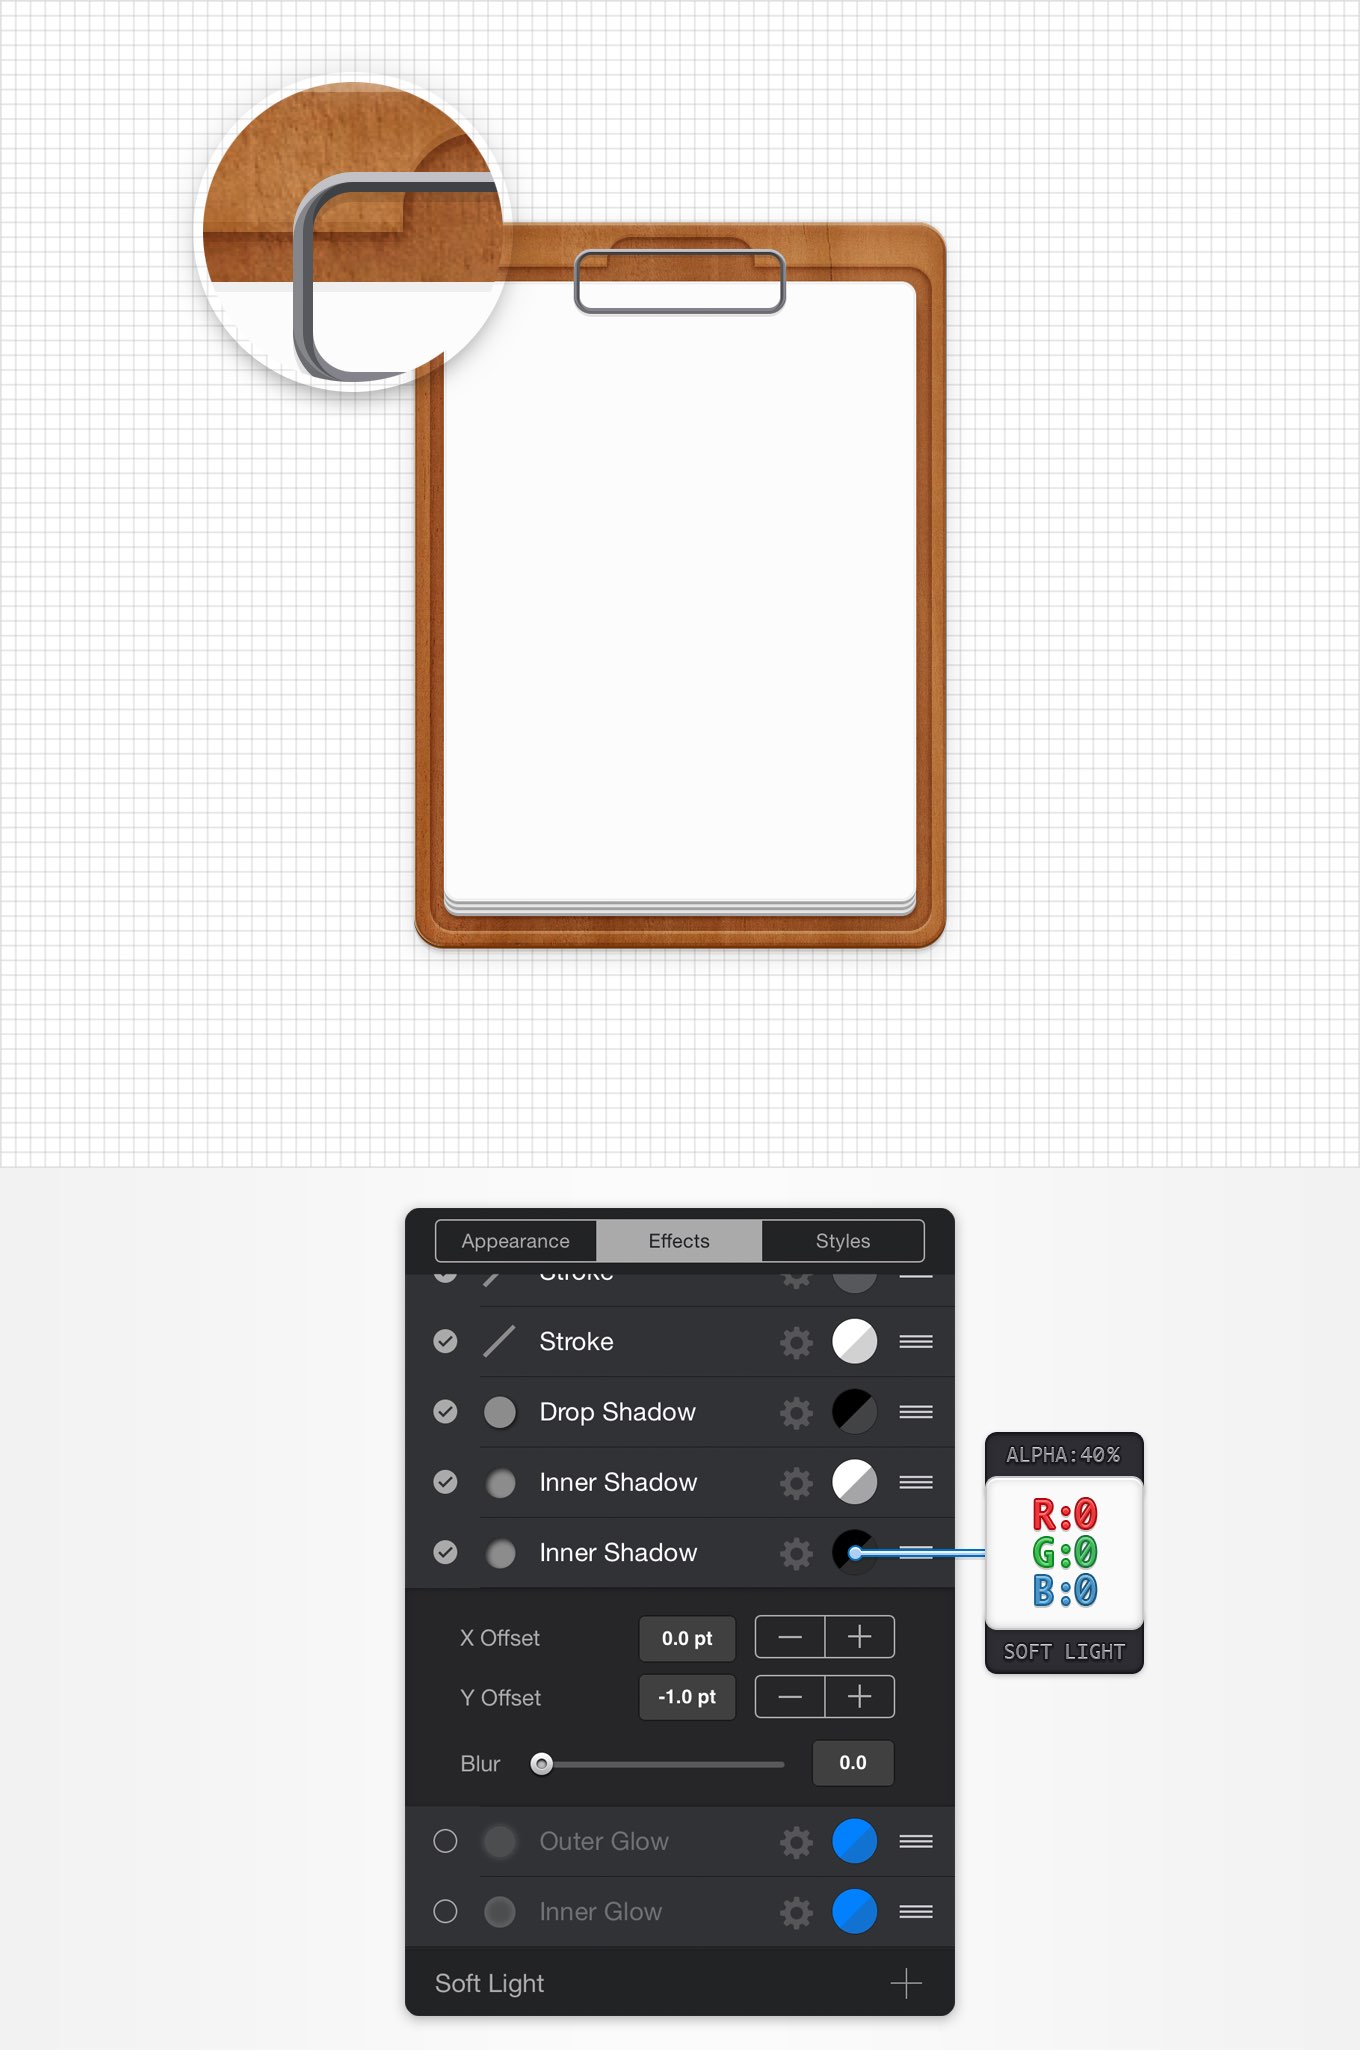 Appearance
Effects
Styles
Stroke
Stroke
Drop Shadow
Inner Shadow
Inner Shadow
ALPHA:40%
R:0
G:0
B:0
SOFT LIGHT
X Offset 0.0 pt
Y Offset -1.0 pt
Blur 0.0
Outer Glow
Inner Glow
Soft Light